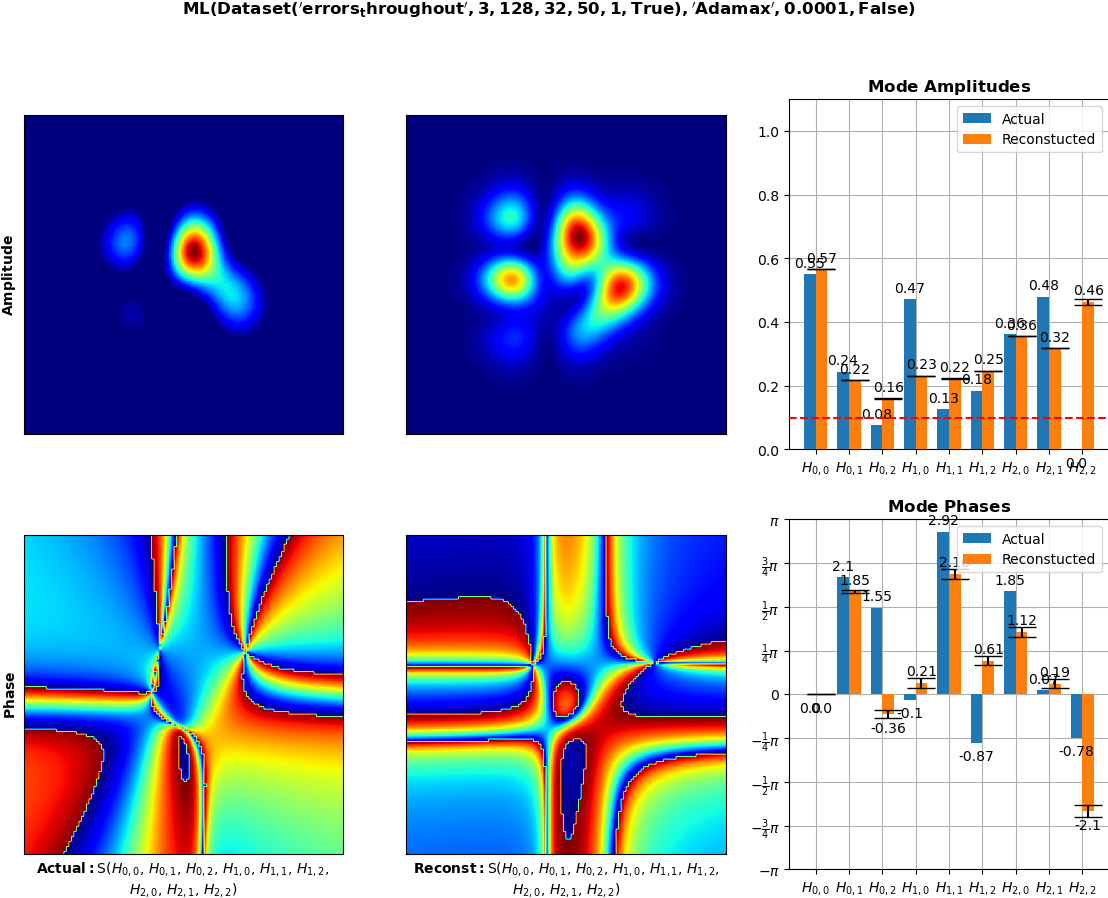 ML(Dataset('errors_throughout', 3, 128, 32, 50, 1, True), 'Adamax', 0.0001, False)
Amplitude
Mode Amplitudes
Actual
Reconstucted
1.0
0.8
0.6
0.4
0.2
0.0
0.55 0.57
0.24 0.22
0.08 0.16
0.47 0.23
0.13 0.22
0.18 0.25
0.36 0.36
0.48 0.32
0.0 0.46
H0,0 H0,1 H0,2 H1,0 H1,1 H1,2 H2,0 H2,1 H2,2
Phase
Actual: S(H0,0, H0,1, H0,2, H1,0, H1,1, H1,2,
H2,0, H2,1, H2,2)
Reconst: S(H0,0, H0,1, H0,2, H1,0, H1,1, H1,2,
H2,0, H2,1, H2,2)
Mode Phases
Actual
Reconstucted
π
3/4π
1/2π
1/4π
0
−1/4π
−1/2π
−3/4π
−π
0.0 0.0
2.1 1.85
1.55 -0.36
-0.1 0.21
2.92
-0.87 0.61
1.85 1.12
0.07 0.19
-0.78 -2.1
H0,0 H0,1 H0,2 H1,0 H1,1 H1,2 H2,0 H2,1 H2,2